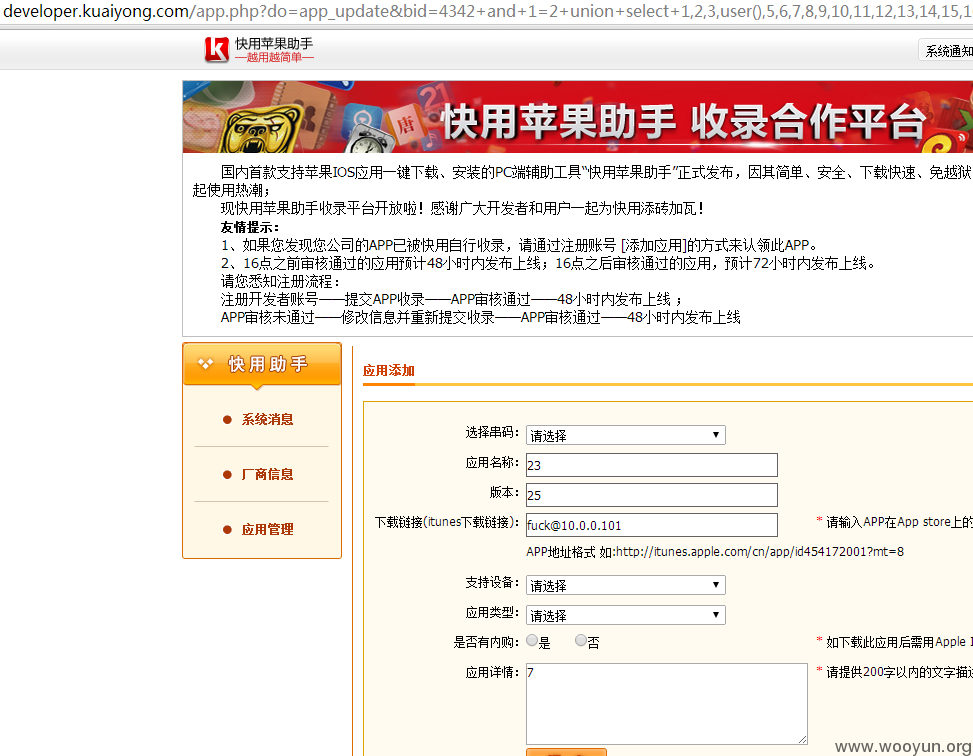 developer.kuaiyong.com/app.php?do=app_update&bid=4342+and+1=2+union+select+1,2,3,user(),5,6,7,8,9,10,11,12,13,14,15,1
快用苹果助手
—越用越简单—
系统通知
21
唐
快用苹果助手 收录合作平台
国内首款支持苹果IOS应用一键下载、安装的PC端辅助工具“快用苹果助手”正式发布，因其简单、安全、下载快速、免越狱
起使用热潮；
现快用苹果助手收录平台开放啦！感谢广大开发者和用户一起为快用添砖加瓦！
友情提示：
1、如果您发现您公司的APP已被快用自行收录，请通过注册账号 [添加应用]的方式来认领此APP。
2、16点之前审核通过的应用预计48小时内发布上线；16点之后审核通过的应用，预计72小时内发布上线。
请您悉知注册流程：
注册开发者账号——提交APP收录——APP审核通过——48小时内发布上线 ；
APP审核未通过——修改信息并重新提交收录——APP审核通过——48小时内发布上线
快用助手
系统消息
厂商信息
应用管理
应用添加
选择串码： 请选择
应用名称： 23
版本： 25
下载链接(itunes下载链接)： fuck@10.0.0.101 * 请输入APP在App store上的
APP地址格式 如:http://itunes.apple.com/cn/app/id454172001?mt=8
支持设备： 请选择
应用类型： 请选择
是否有内购： 是 否 * 如下载此应用后需用Apple
应用详情： 7 * 请提供200字以内的文字描述
www.wooyun.org